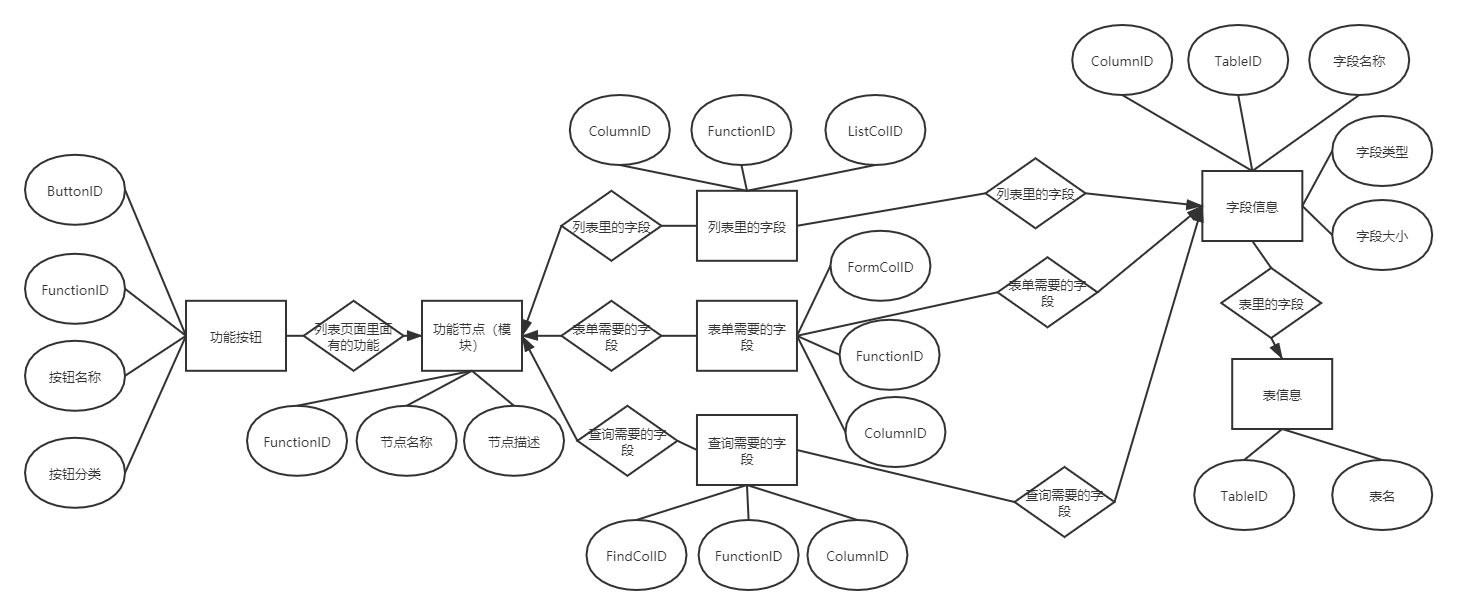 ColumnID
TableID
字段名称
ColumnID
FunctionID
ListColID
字段类型
ButtonID
列表里的字段
列表里的字段
列表里的字段
字段信息
字段大小
FormColID
FunctionID
表单需要的字
段
表里的字段
功能按钮
列表页面里面
有的功能
功能节点（模
块）
表单需要的字
段
表单需要的字
段
FunctionID
按钮名称
表信息
FunctionID
节点名称
节点描述
查询需要的字
段
查询需要的字
段
ColumnID
按钮分类
查询需要的字
段
TableID
表名
FindColID
FunctionID
ColumnID